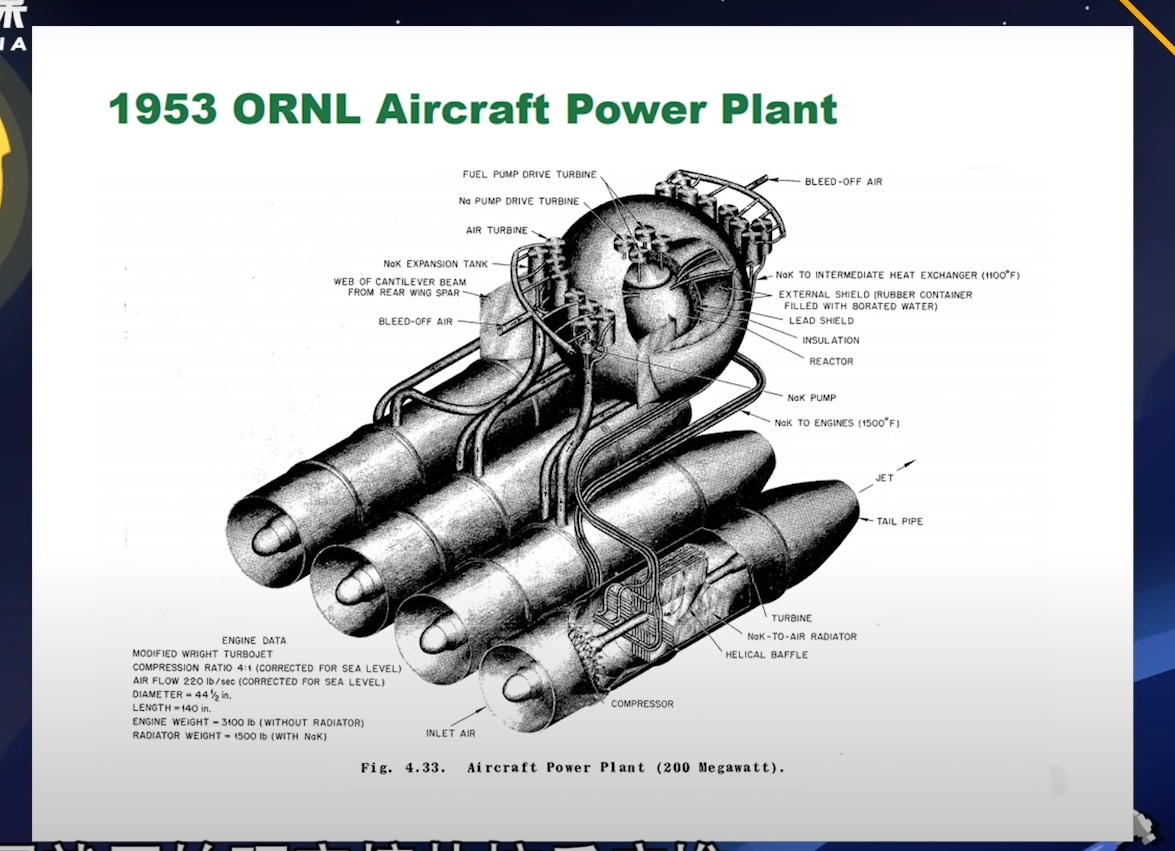 IA
1953 ORNL Aircraft Power Plant
FUEL PUMP DRIVE TURBINE
BLEED-OFF AIR
Na PUMP DRIVE TURBINE
AIR TURBINE
NaK EXPANSION TANK
NaK TO INTERMEDIATE HEAT EXCHANGER (1100°F)
WEB OF CANTILEVER BEAM
FROM REAR WING SPAR
EXTERNAL SHIELD (RUBBER CONTAINER
FILLED WITH BORATED WATER)
BLEED-OFF AIR
LEAD SHIELD
INSULATION
REACTOR
NaK PUMP
NaK TO ENGINES (1500°F)
JET
TAIL PIPE
TURBINE
NaK-TO-AIR RADIATOR
HELICAL BAFFLE
COMPRESSOR
INLET AIR
ENGINE DATA
MODIFIED WRIGHT TURBOJET
COMPRESSION RATIO 4:1 (CORRECTED FOR SEA LEVEL)
AIR FLOW 220 lb/sec (CORRECTED FOR SEA LEVEL)
DIAMETER = 44 1/2 in.
LENGTH = 140 in.
ENGINE WEIGHT = 3100 lb (WITHOUT RADIATOR)
RADIATOR WEIGHT = 1500 lb (WITH NaK)
Fig. 4.33. Aircraft Power Plant (200 Megawatt).